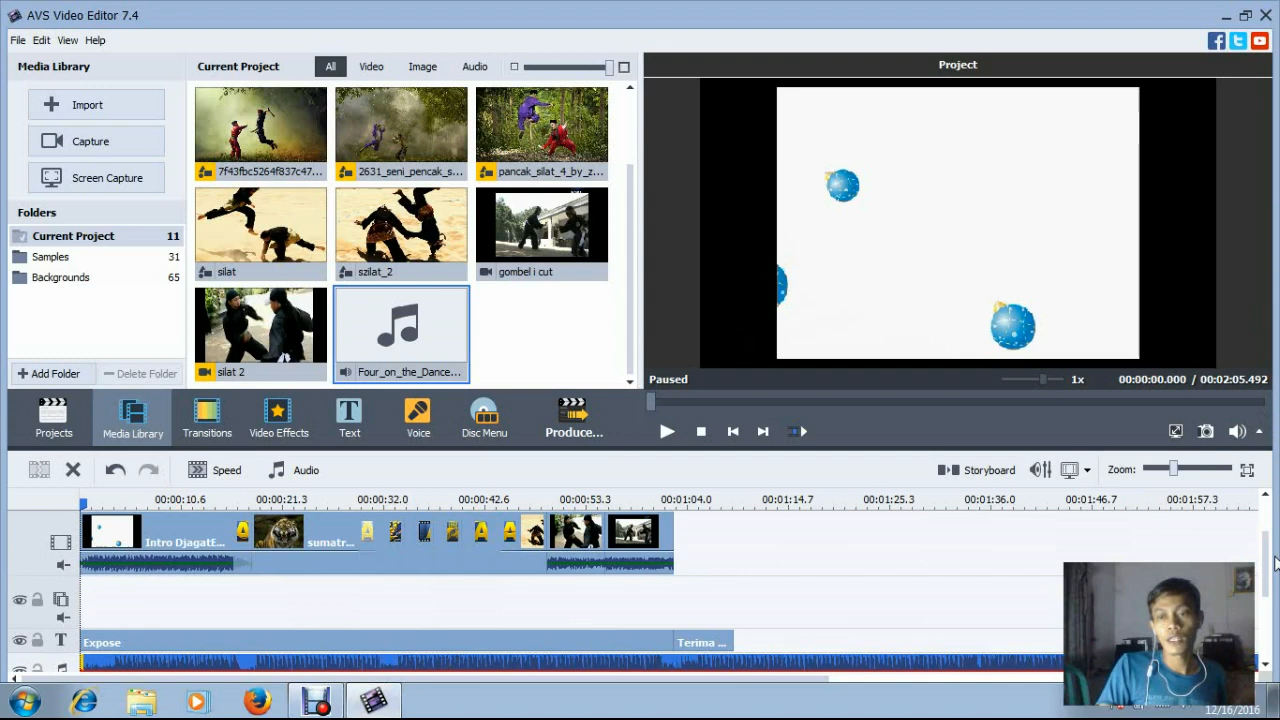 AVS Video Editor 7.4
File Edit View Help
Media Library
Import
Capture
Screen Capture
Folders
Current Project 11
Samples 31
Backgrounds 65
+ Add Folder
− Delete Folder
Current Project All Video Image Audio
7f43fbc5264f837c47...
2631_seni_pencak_s...
pancak_silat_4_by_z...
silat
szilat_2
gombel i cut
silat 2
Four_on_the_Dance...
Project
Paused
1x
00:00:00.000 / 00:02:05.492
Projects
Media Library
Transitions
Video Effects
Text
Voice
Disc Menu
Produce...
Speed
Audio
Storyboard
Zoom:
00:00:10.6 00:00:21.3 00:00:32.0 00:00:42.6 00:00:53.3 00:01:04.0 00:01:14.7 00:01:25.3 00:01:36.0 00:01:46.7 00:01:57.3
Intro DjagatE...
sumatr...
T
Expose
Terima ...
12/16/2016